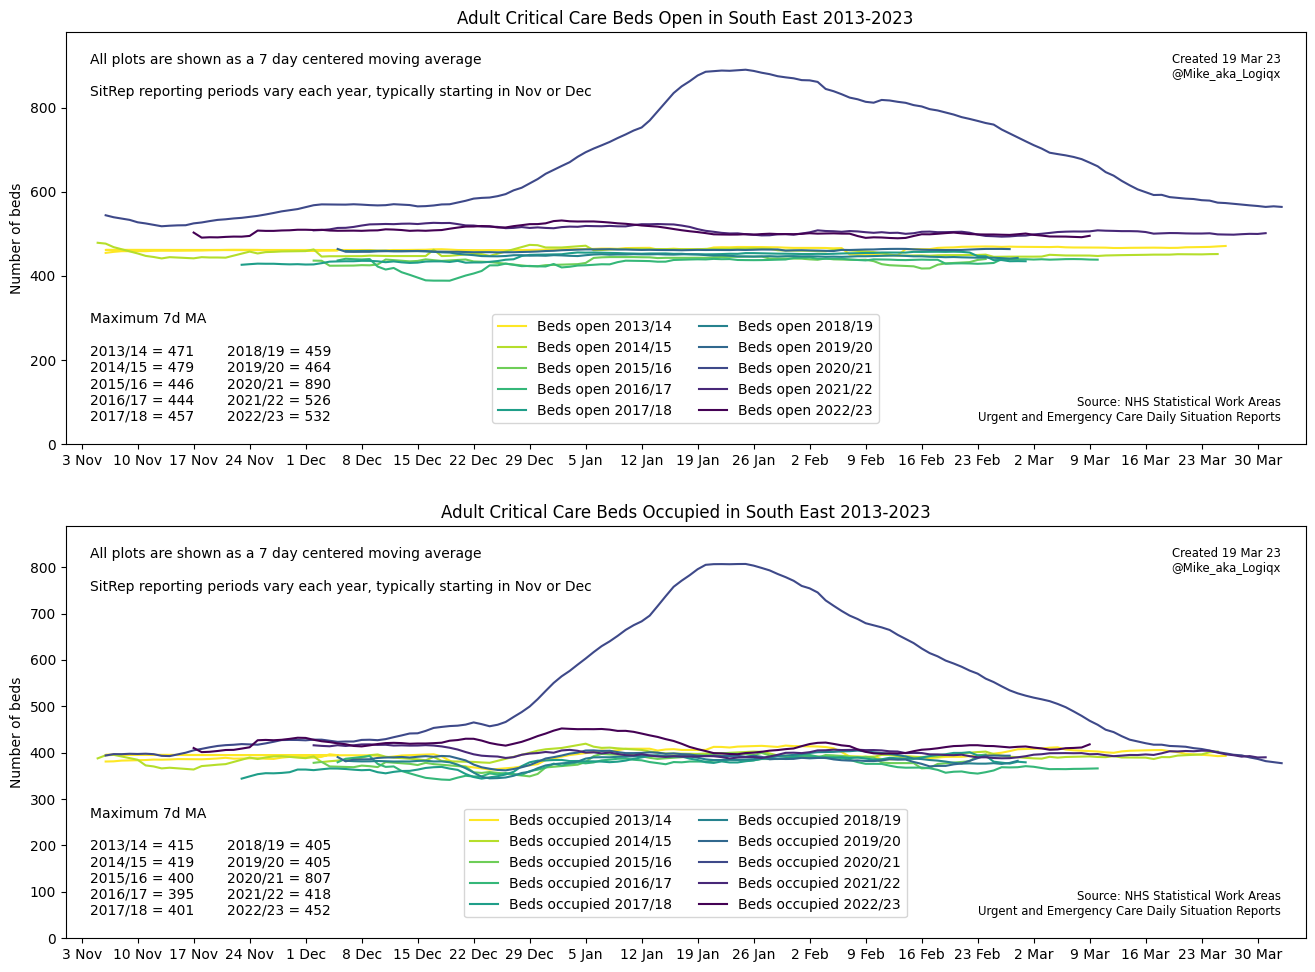 Adult Critical Care Beds Open in South East 2013-2023
All plots are shown as a 7 day centered moving average
SitRep reporting periods vary each year, typically starting in Nov or Dec
Created 19 Mar 23
@Mike_aka_Logiqx
Number of beds
800
600
400
200
0
Maximum 7d MA
2013/14 = 471 2018/19 = 459
2014/15 = 479 2019/20 = 464
2015/16 = 446 2020/21 = 890
2016/17 = 444 2021/22 = 526
2017/18 = 457 2022/23 = 532
Beds open 2013/14 Beds open 2018/19
Beds open 2014/15 Beds open 2019/20
Beds open 2015/16 Beds open 2020/21
Beds open 2016/17 Beds open 2021/22
Beds open 2017/18 Beds open 2022/23
Source: NHS Statistical Work Areas
Urgent and Emergency Care Daily Situation Reports
3 Nov 10 Nov 17 Nov 24 Nov 1 Dec 8 Dec 15 Dec 22 Dec 29 Dec 5 Jan 12 Jan 19 Jan 26 Jan 2 Feb 9 Feb 16 Feb 23 Feb 2 Mar 9 Mar 16 Mar 23 Mar 30 Mar
Adult Critical Care Beds Occupied in South East 2013-2023
All plots are shown as a 7 day centered moving average
SitRep reporting periods vary each year, typically starting in Nov or Dec
Created 19 Mar 23
@Mike_aka_Logiqx
Number of beds
800
700
600
500
400
300
200
100
0
Maximum 7d MA
2013/14 = 415 2018/19 = 405
2014/15 = 419 2019/20 = 405
2015/16 = 400 2020/21 = 807
2016/17 = 395 2021/22 = 418
2017/18 = 401 2022/23 = 452
Beds occupied 2013/14 Beds occupied 2018/19
Beds occupied 2014/15 Beds occupied 2019/20
Beds occupied 2015/16 Beds occupied 2020/21
Beds occupied 2016/17 Beds occupied 2021/22
Beds occupied 2017/18 Beds occupied 2022/23
Source: NHS Statistical Work Areas
Urgent and Emergency Care Daily Situation Reports
3 Nov 10 Nov 17 Nov 24 Nov 1 Dec 8 Dec 15 Dec 22 Dec 29 Dec 5 Jan 12 Jan 19 Jan 26 Jan 2 Feb 9 Feb 16 Feb 23 Feb 2 Mar 9 Mar 16 Mar 23 Mar 30 Mar